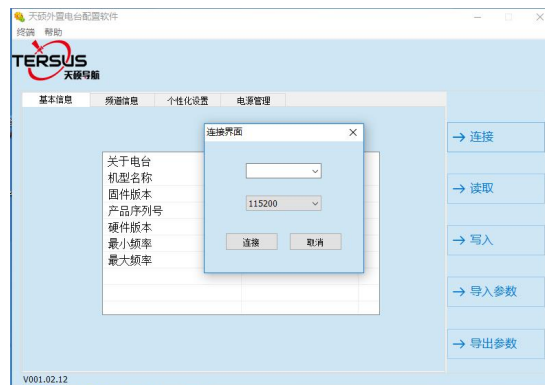 天硕外置电台配置软件
终端 帮助
TERSUS
天硕导航
基本信息 频道信息 个性化设置 电源管理
连接界面
关于电台
机型名称
固件版本
产品序列号
硬件版本
最小频率
最大频率
115200
连接 取消
→ 连接
→ 读取
→ 写入
→ 导入参数
→ 导出参数
V001.02.12